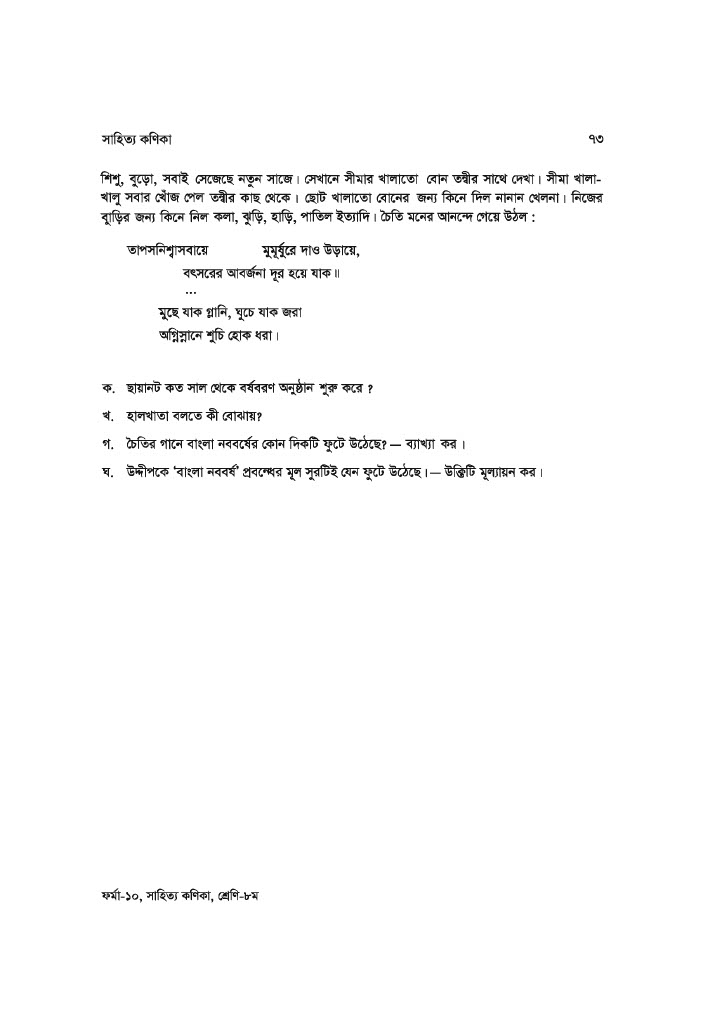 সাহিত্য কণিকা ৭৩
শিশু, বুড়ো, সবাই সেজেছে নতুন সাজে। সেখানে সীমার খালাতো বোন তন্বীর সাথে দেখা। সীমা খালা-
খালু সবার খোঁজ পেল তন্বীর কাছ থেকে। ছোট খালাতো বোনের জন্য কিনে দিল নানান খেলনা। নিজের
বাড়ির জন্য কিনে নিল কলা, ঝুড়ি, হাড়ি, পাতিল ইত্যাদি। চৈতি মনের আনন্দে গেয়ে উঠল :
তাপসনিশ্বাসবায়ে মুমূর্ষুরে দাও উড়ায়ে,
বৎসরের আবর্জনা দূর হয়ে যাক॥
...
মুছে যাক গ্লানি, ঘুচে যাক জরা
অগ্নিস্নানে শুচি হোক ধরা।
ক. ছায়ানট কত সাল থেকে বর্ষবরণ অনুষ্ঠান শুরু করে ?
খ. হালখাতা বলতে কী বোঝায়?
গ. চৈতির গানে বাংলা নববর্ষের কোন দিকটি ফুটে উঠেছে? — ব্যাখ্যা কর।
ঘ. উদ্দীপকে ‘বাংলা নববর্ষ’ প্রবন্ধের মূল সুরটিই যেন ফুটে উঠেছে।— উক্তিটি মূল্যায়ন কর।
ফর্মা-১০, সাহিত্য কণিকা, শ্রেণি-৮ম